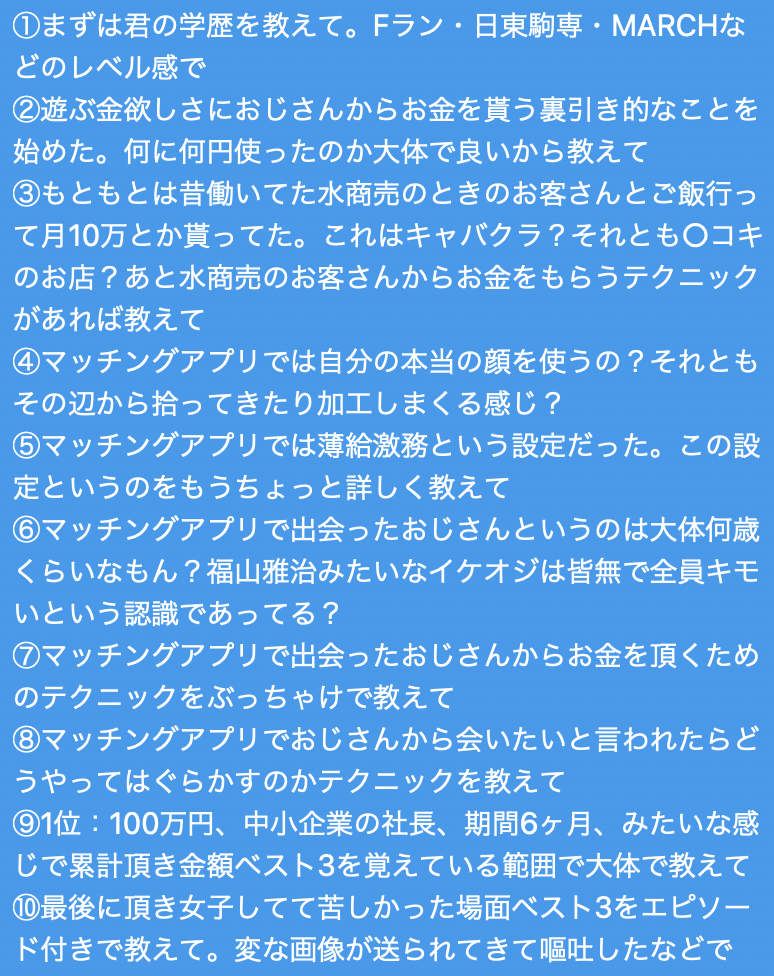 ①まずは君の学歴を教えて。Fラン・日東駒専・MARCHな
どのレベル感で
②遊ぶ金欲しさにおじさんからお金を貰う裏引き的なことを
始めた。何に何円使ったのか大体で良いから教えて
③もともとは昔働いてた水商売のときのお客さんとご飯行っ
て月10万とか貰ってた。これはキャバクラ？それとも〇コキ
のお店？あと水商売のお客さんからお金をもらうテクニック
があれば教えて
④マッチングアプリでは自分の本当の顔を使うの？それとも
その辺から拾ってきたり加工しまくる感じ？
⑤マッチングアプリでは薄給激務という設定だった。この設
定というのをもうちょっと詳しく教えて
⑥マッチングアプリで出会ったおじさんというのは大体何歳
くらいなもん？福山雅治みたいなイケオジは皆無で全員キモ
いという認識であってる？
⑦マッチングアプリで出会ったおじさんからお金を頂くため
のテクニックをぶっちゃけで教えて
⑧マッチングアプリでおじさんから会いたいと言われたらど
うやってはぐらかすのかテクニックを教えて
⑨1位：100万円、中小企業の社長、期間6ヶ月、みたいな感
じで累計頂き金額ベスト3を覚えている範囲で大体で教えて
⑩最後に頂き女子してて苦しかった場面ベスト3をエピソー
ド付きで教えて。変な画像が送られてきて嘔吐したなどで